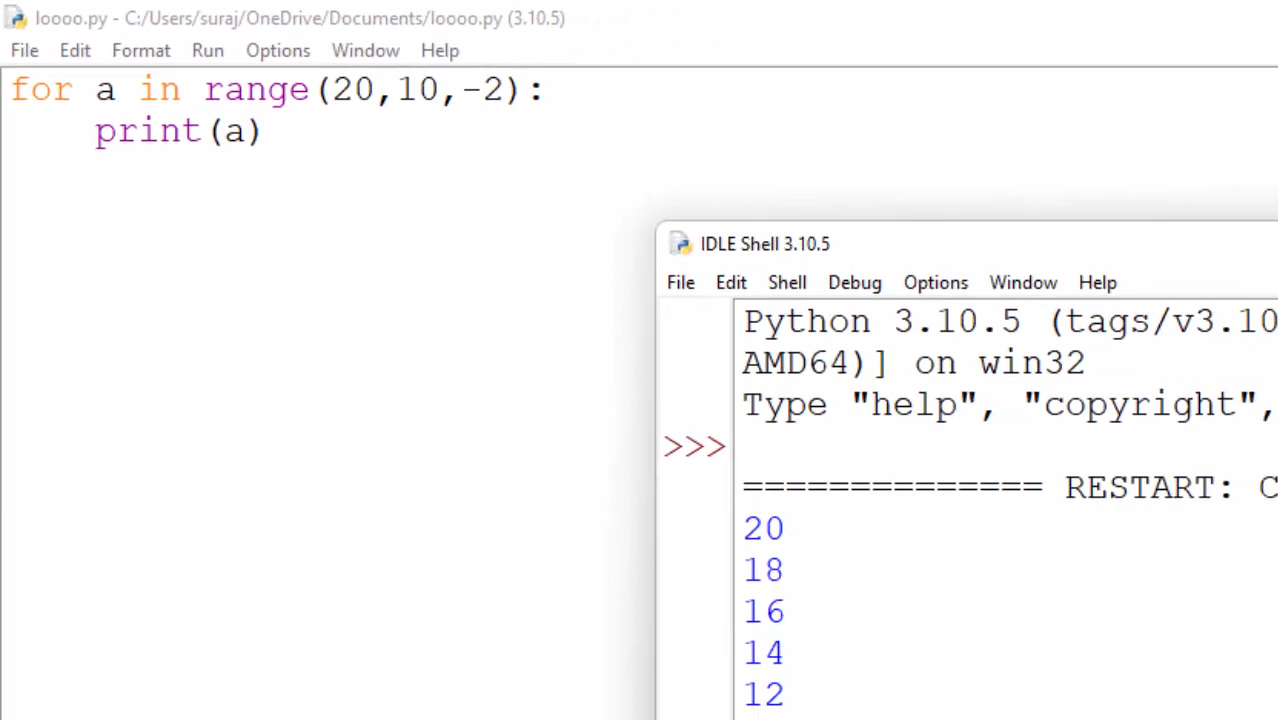 loooo.py - C:/Users/suraj/OneDrive/Documents/loooo.py (3.10.5)
File Edit Format Run Options Window Help
for a in range(20,10,-2):
    print(a)
IDLE Shell 3.10.5
File Edit Shell Debug Options Window Help
Python 3.10.5 (tags/v3.10
AMD64)] on win32
Type "help", "copyright",
>>>
============== RESTART: C
20
18
16
14
12